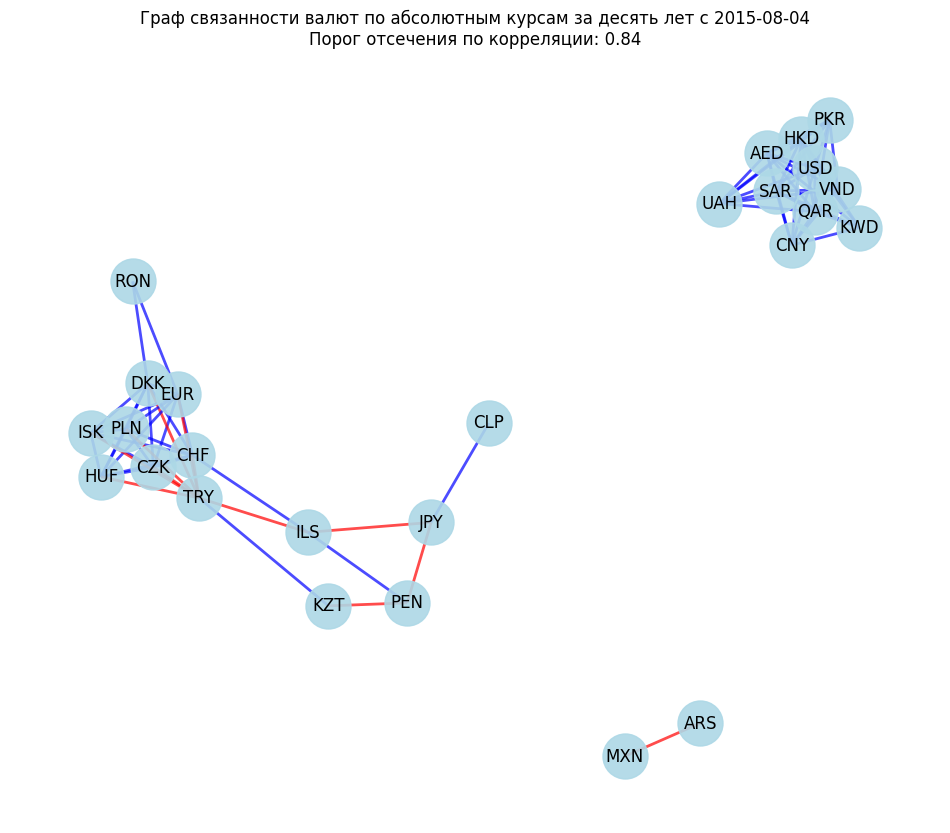 Граф связанности валют по абсолютным курсам за десять лет с 2015-08-04
Порог отсечения по корреляции: 0.84
PKR
HKD
AED
USD
VND
SAR
UAH
QAR
KWD
CNY
RON
DKK
EUR
CLP
PLN
ISK
CHF
CZK
HUF
TRY
JPY
ILS
PEN
KZT
ARS
MXN